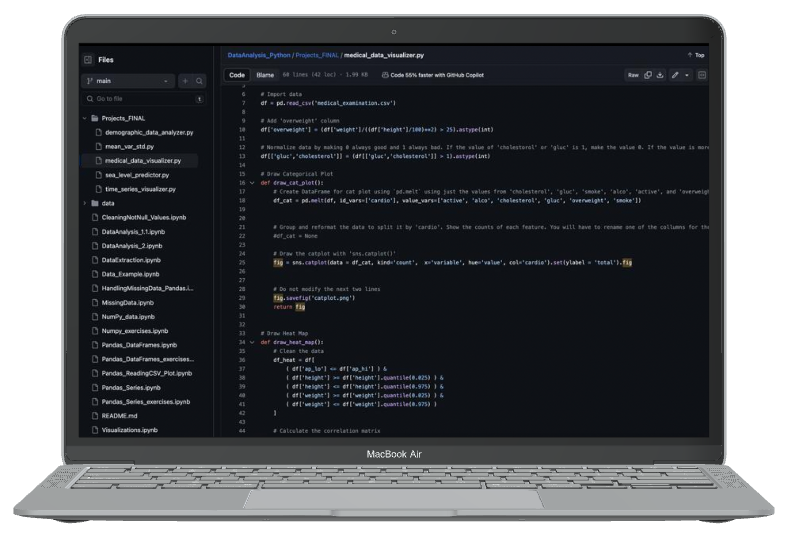 Files
main
Go to file
1
Projects_FINAL
demographic_data_analyzer.py
mean_var_std.py
medical_data_visualizer.py
sea_level_predictor.py
time_series_visualizer.py
data
CleaningNotNull_Values.ipynb
DataAnalysis_1.1.ipynb
DataAnalysis_2.ipynb
DataExtraction.ipynb
Data_Example.ipynb
HandlingMissingData_Pandas.i...
MissingData.ipynb
NumPy_data.ipynb
Numpy_exercises.ipynb
Pandas_DataFrames.ipynb
Pandas_DataFrames_exercises...
Pandas_ReadingCSV_Plot.ipynb
Pandas_Series.ipynb
Pandas_Series_exercises.ipynb
README.md
Visualizations.ipynb
DataAnalysis_Python / Projects_FINAL / medical_data_visualizer.py
Top
Code Blame 60 lines (42 loc) · 1.99 KB Code 55% faster with GitHub Copilot Raw
5
6 # Import data
7 df = pd.read_csv('medical_examination.csv')
8
9 # Add 'overweight' column
10 df['overweight'] = (df['weight']/((df['height']/100)**2) > 25).astype(int)
11
12 # Normalize data by making 0 always good and 1 always bad. If the value of 'cholesterol' or 'gluc' is 1, make the value 0. If the value is more
13 df[['gluc','cholesterol']] = (df[['gluc','cholesterol']] > 1).astype(int)
14
15 # Draw Categorical Plot
16 def draw_cat_plot():
17 # Create DataFrame for cat plot using `pd.melt` using just the values from 'cholesterol', 'gluc', 'smoke', 'alco', 'active', and 'overweig
18 df_cat = pd.melt(df, id_vars=['cardio'], value_vars=['active', 'alco', 'cholesterol', 'gluc', 'overweight', 'smoke'])
19
20
21 # Group and reformat the data to split it by 'cardio'. Show the counts of each feature. You will have to rename one of the collumns for the
22 #df_cat = None
23
24 # Draw the catplot with 'sns.catplot()'
25 fig = sns.catplot(data = df_cat, kind='count', x='variable', hue='value', col='cardio').set(ylabel = 'total').fig
26
27
28 # Do not modify the next two lines
29 fig.savefig('catplot.png')
30 return fig
31
32
33 # Draw Heat Map
34 def draw_heat_map():
35 # Clean the data
36 df_heat = df[
37 ( df['ap_lo'] <= df['ap_hi'] ) &
38 ( df['height'] >= df['height'].quantile(0.025) ) &
39 ( df['height'] <= df['height'].quantile(0.975) ) &
40 ( df['weight'] >= df['weight'].quantile(0.025) ) &
41 ( df['weight'] <= df['weight'].quantile(0.975) )
42 ]
43
44 # Calculate the correlation matrix
MacBook Air